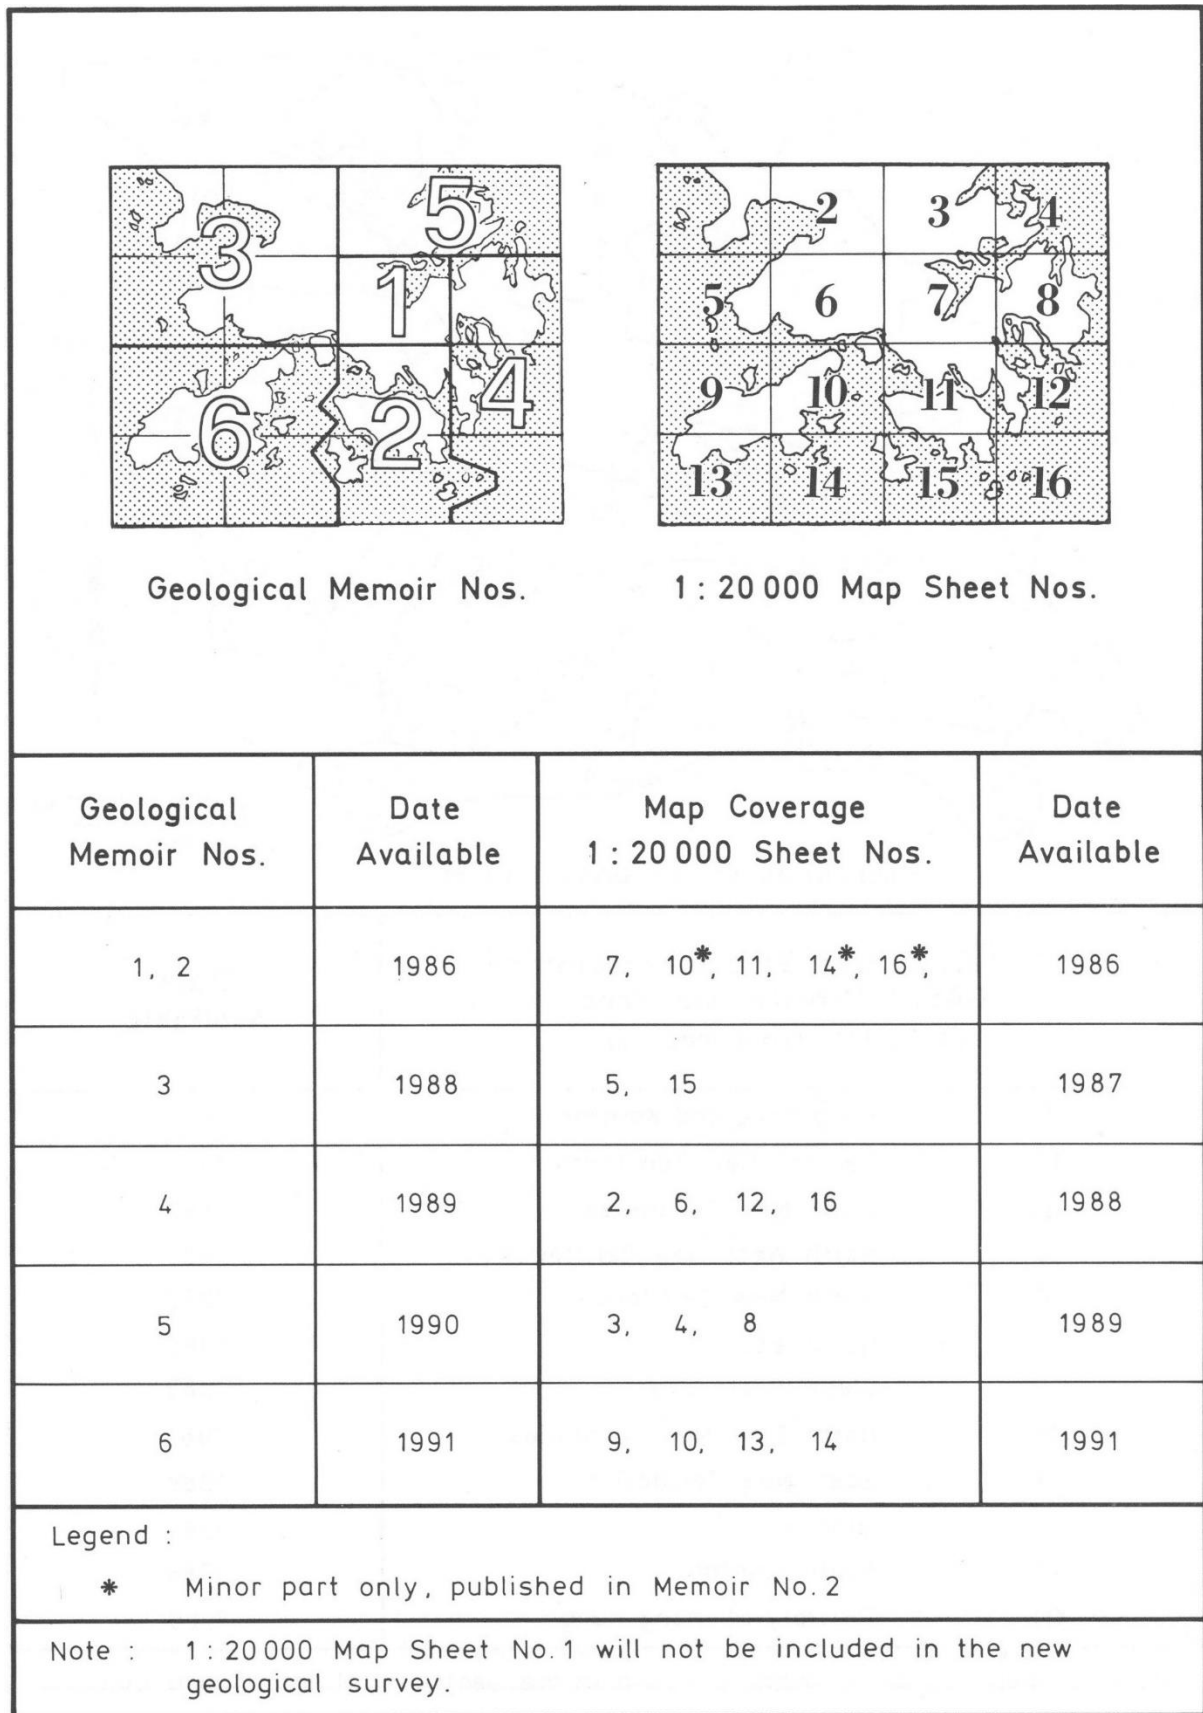 3 5
1
6 2 4
2 3 4
5 6 7 8
9 10 11 12
13 14 15 16
Geological Memoir Nos.
1:20 000 Map Sheet Nos.
Geological Memoir Nos.
Date Available
Map Coverage 1:20 000 Sheet Nos.
Date Available
1, 2 1986 7, 10*, 11, 14*, 16*, 1986
3 1988 5, 15 1987
4 1989 2, 6, 12, 16 1988
5 1990 3, 4, 8 1989
6 1991 9, 10, 13, 14 1991
Legend :
* Minor part only, published in Memoir No. 2
Note : 1:20 000 Map Sheet No. 1 will not be included in the new
geological survey.